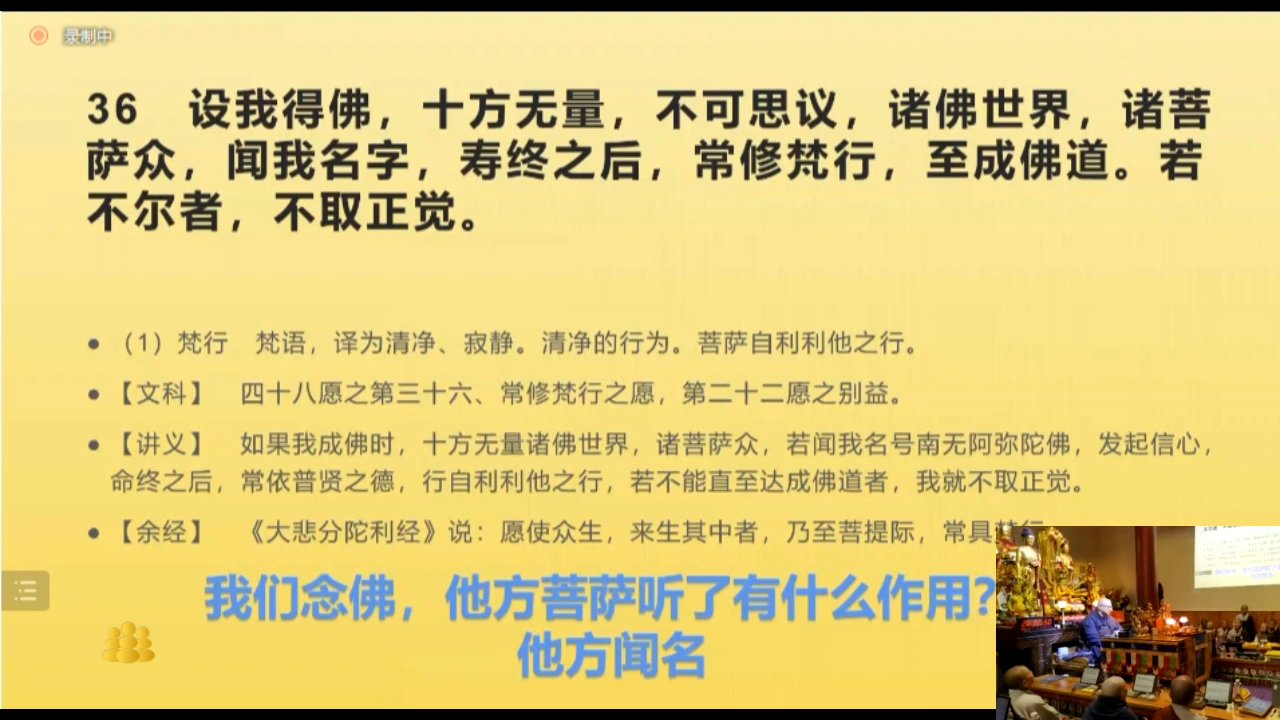 录制中
36 设我得佛，十方无量，不可思议，诸佛世界，诸菩
萨众，闻我名字，寿终之后，常修梵行，至成佛道。若
不尔者，不取正觉。
• （1）梵行 梵语，译为清净、寂静。清净的行为。菩萨自利利他之行。
• 【文科】 四十八愿之第三十六、常修梵行之愿，第二十二愿之别益。
• 【讲义】 如果我成佛时，十方无量诸佛世界，诸菩萨众，若闻我名号南无阿弥陀佛，发起信心，
命终之后，常依普贤之德，行自利利他之行，若不能直至达成佛道者，我就不取正觉。
• 【余经】 《大悲分陀利经》说：愿使众生，来生其中者，乃至菩提际，常具
我们念佛，他方菩萨听了有什么作用？
他方闻名